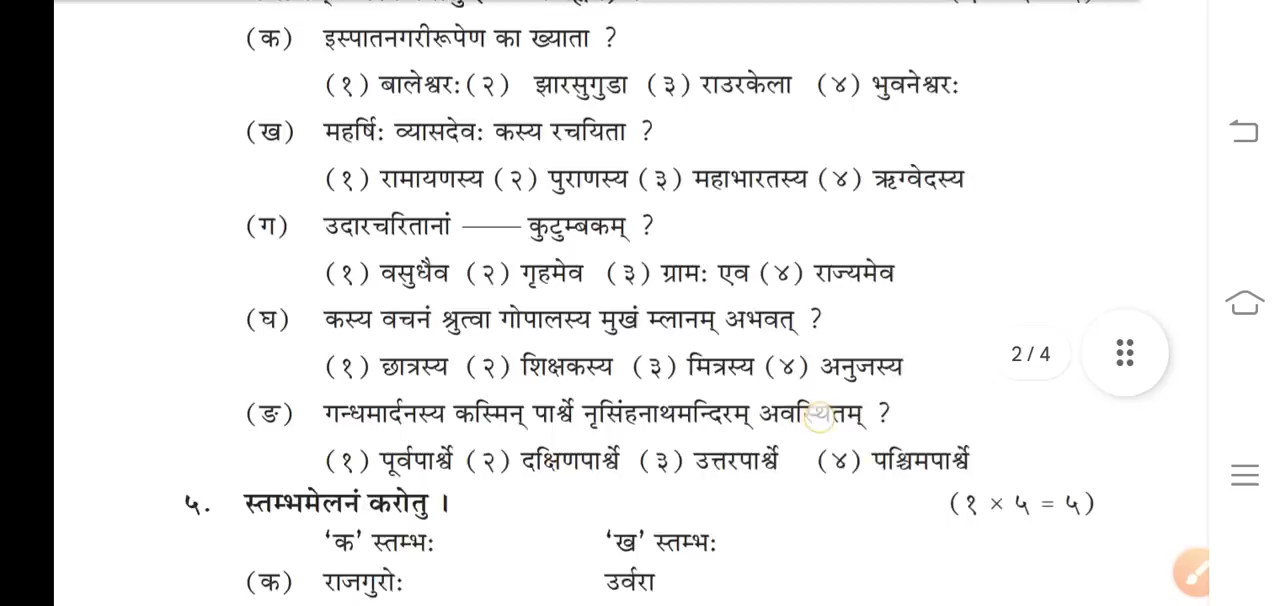 (क) इस्पातनगरीरूपेण का ख्याता ?
(१) बालेश्वरः (२) झारसुगुडा (३) राउरकेला (४) भुवनेश्वरः
(ख) महर्षिः व्यासदेवः कस्य रचयिता ?
(१) रामायणस्य (२) पुराणस्य (३) महाभारतस्य (४) ऋग्वेदस्य
(ग) उदारचरितानां —— कुटुम्बकम् ?
(१) वसुधैव (२) गृहमेव (३) ग्रामः एव (४) राज्यमेव
(घ) कस्य वचनं श्रुत्वा गोपालस्य मुखं म्लानम् अभवत् ?
(१) छात्रस्य (२) शिक्षकस्य (३) मित्रस्य (४) अनुजस्य
2/4
(ङ) गन्धमार्दनस्य कस्मिन् पार्श्वे नृसिंहनाथमन्दिरम् अवस्थितम् ?
(१) पूर्वपार्श्वे (२) दक्षिणपार्श्वे (३) उत्तरपार्श्वे (४) पश्चिमपार्श्वे
५. स्तम्भमेलनं करोतु । (१ × ५ = ५)
‘क’ स्तम्भः ‘ख’ स्तम्भः
(क) राजगुरोः उर्वरा